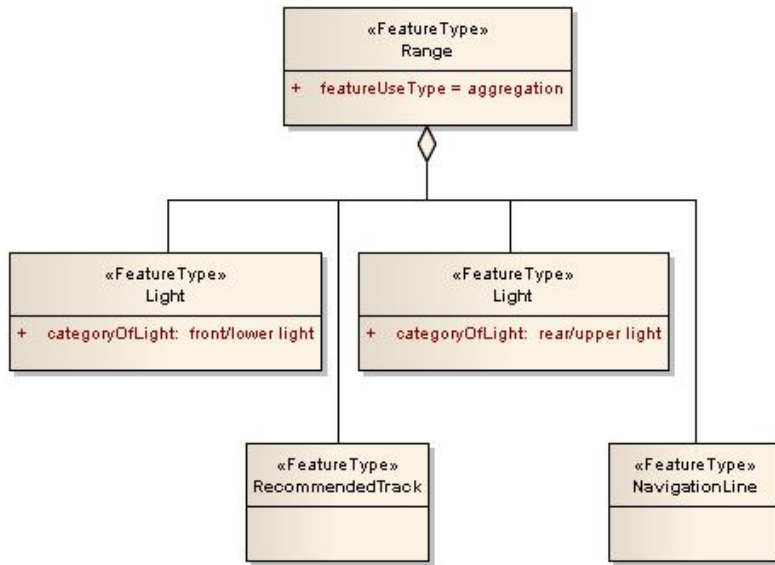 «FeatureType»
Range
+ featureUseType = aggregation
«FeatureType»
Light
+ categoryOfLight: front/lower light
«FeatureType»
Light
+ categoryOfLight: rear/upper light
«FeatureType»
RecommendedTrack
«FeatureType»
NavigationLine